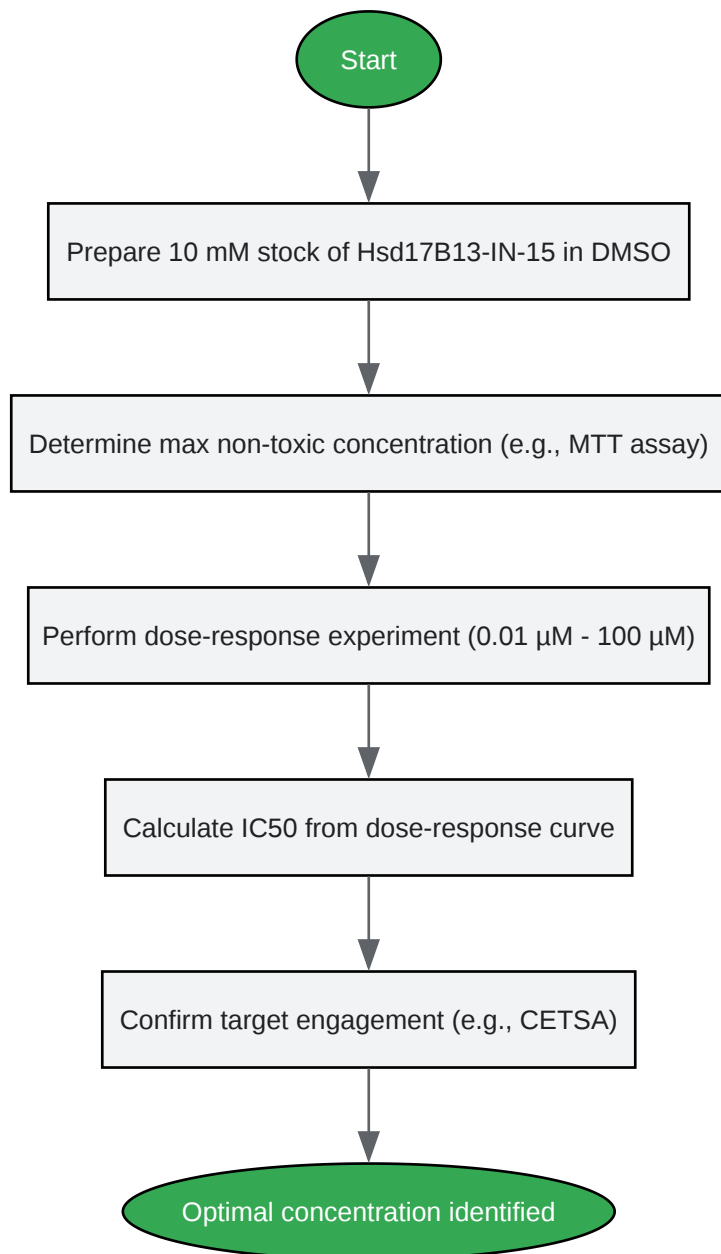 Start
Prepare 10 mM stock of Hsd17B13-IN-15 in DMSO
Determine max non-toxic concentration (e.g., MTT assay)
Perform dose-response experiment (0.01 µM - 100 µM)
Calculate IC50 from dose-response curve
Confirm target engagement (e.g., CETSA)
Optimal concentration identified